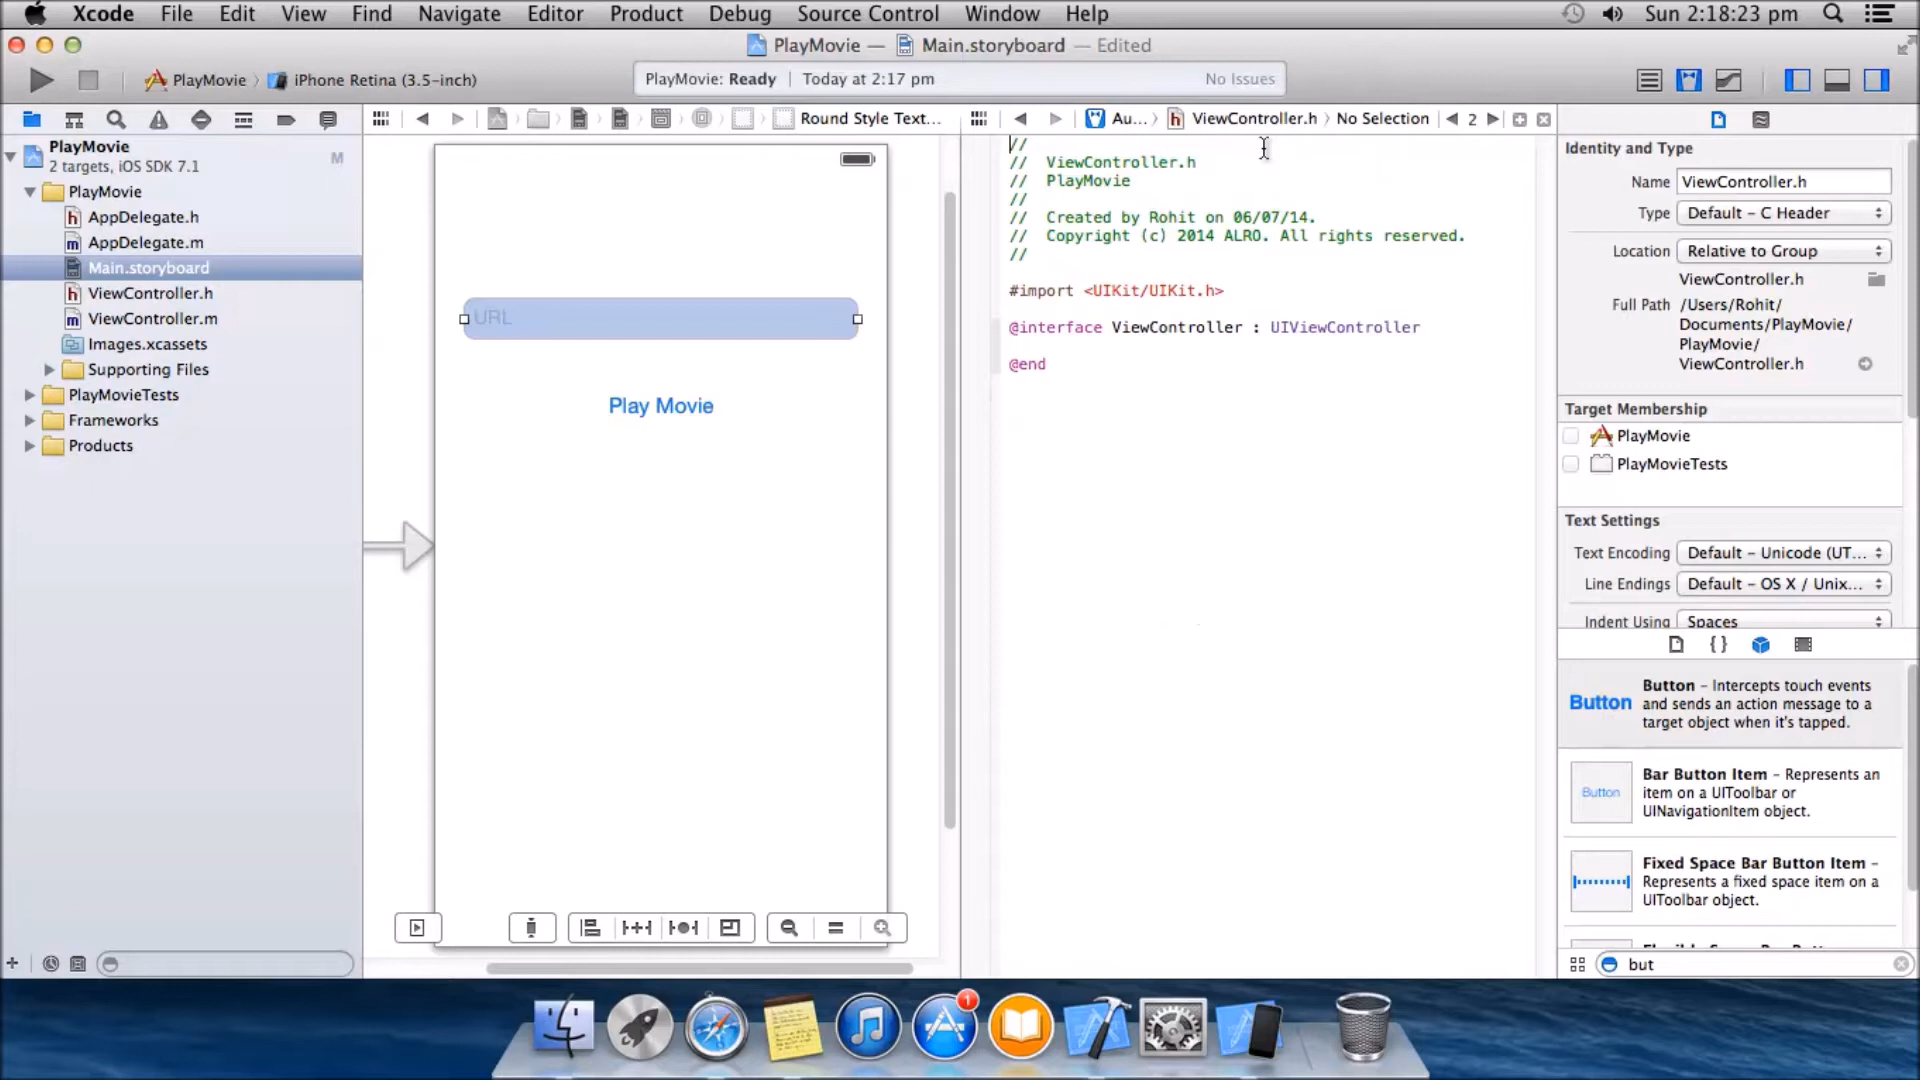 Xcode File Edit View Find Navigate Editor Product Debug Source Control Window Help Sun 2:18:23 pm
PlayMovie — Main.storyboard — Edited
PlayMovie iPhone Retina (3.5-inch)
PlayMovie: Ready Today at 2:17 pm No Issues
Round Style Text...
Au... ViewController.h No Selection 2
PlayMovie M
2 targets, iOS SDK 7.1
PlayMovie
AppDelegate.h
AppDelegate.m
Main.storyboard
ViewController.h
ViewController.m
Images.xcassets
Supporting Files
PlayMovieTests
Frameworks
Products
URL
Play Movie
//
// ViewController.h
// PlayMovie
//
// Created by Rohit on 06/07/14.
// Copyright (c) 2014 ALRO. All rights reserved.
//
#import <UIKit/UIKit.h>
@interface ViewController : UIViewController
@end
Identity and Type
Name ViewController.h
Type Default - C Header
Location Relative to Group
ViewController.h
Full Path /Users/Rohit/
Documents/PlayMovie/
PlayMovie/
ViewController.h
Target Membership
PlayMovie
PlayMovieTests
Text Settings
Text Encoding Default - Unicode (UT...
Line Endings Default - OS X / Unix...
Indent Using Spaces
{ }
Button Button - Intercepts touch events
and sends an action message to a
target object when it's tapped.
Button Bar Button Item - Represents an
item on a UIToolbar or
UINavigationItem object.
Fixed Space Bar Button Item -
Represents a fixed space item on a
UIToolbar object.
but
1